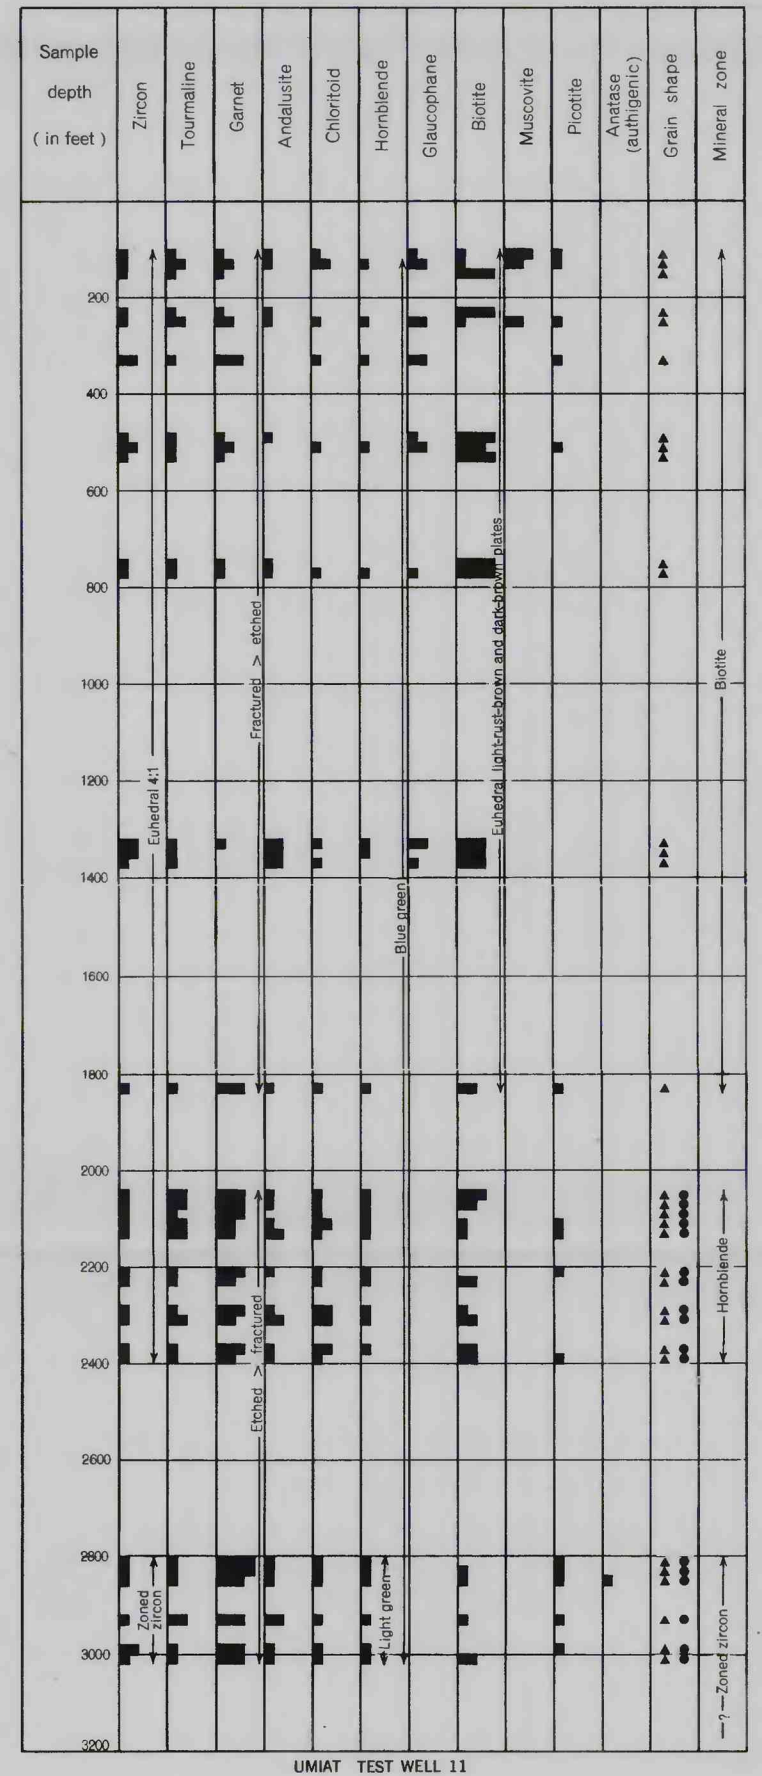 Sample
depth
( in feet )
Zircon
Tourmaline
Garnet
Andalusite
Chloritoid
Hornblende
Glaucophane
Biotite
Muscovite
Picotite
Anatase
(authigenic)
Grain shape
Mineral zone
200
400
600
800
1000
1200
1400
1600
1800
2000
2200
2400
2600
2800
3000
3200
Euhedral 4:1
Fractured > etched
Blue green
Euhedral light-rust-brown and dark-brown plates
Biotite
Etched > fractured
Hornblende
Zoned
zircon
Light green
?—Zoned zircon
UMIAT TEST WELL 11